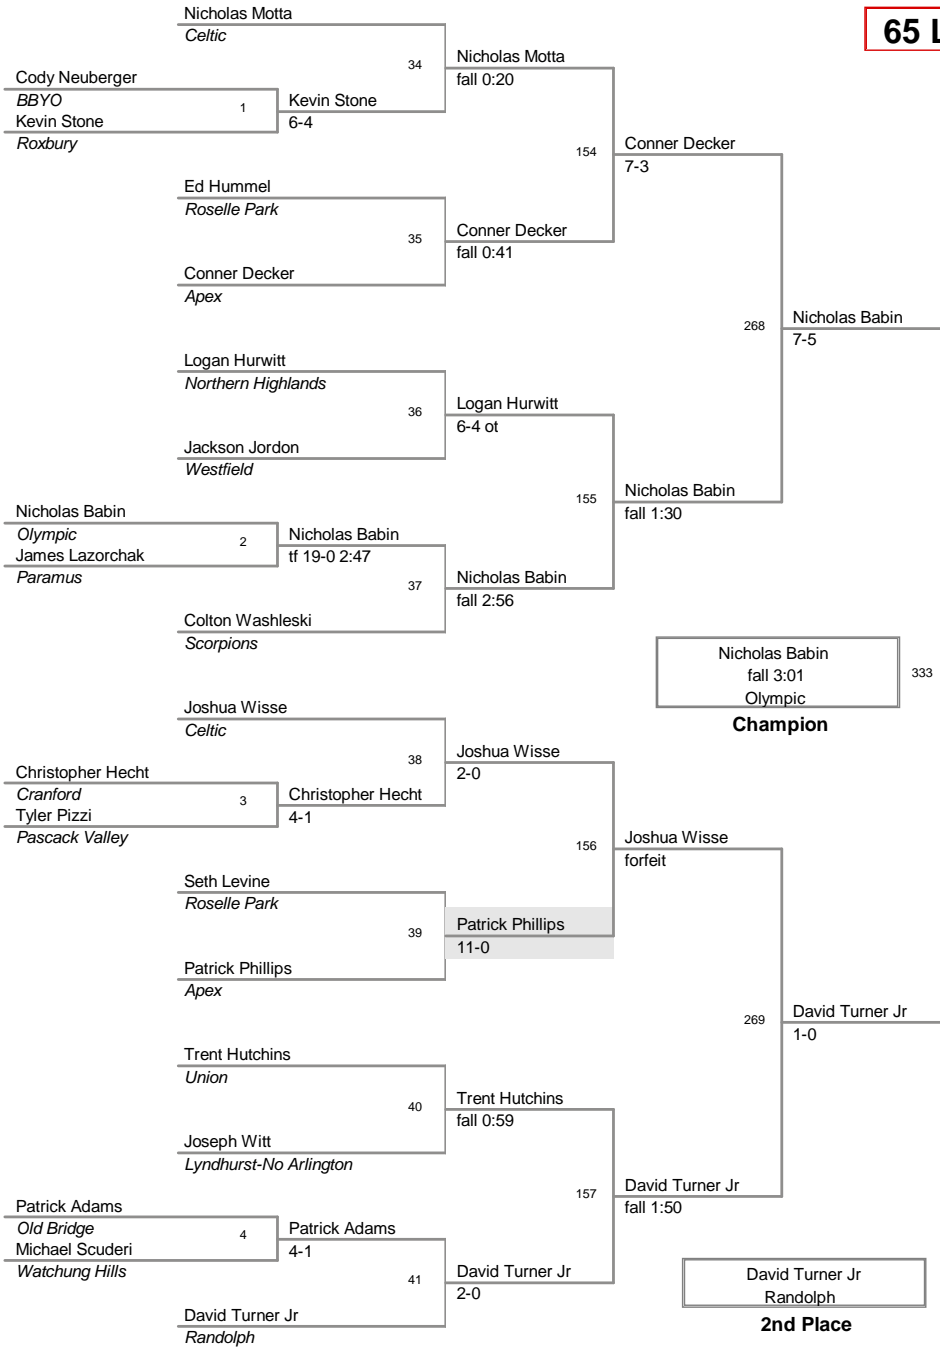 Nicholas Motta
Celtic
65 L
34
Nicholas Motta
fall 0:20
Cody Neuberger
BBYO
1
Kevin Stone
6-4
Kevin Stone
Roxbury
154
Conner Decker
7-3
Ed Hummel
Roselle Park
35
Conner Decker
fall 0:41
Conner Decker
Apex
268
Nicholas Babin
7-5
Logan Hurwitt
Northern Highlands
36
Logan Hurwitt
6-4 ot
Jackson Jordon
Westfield
155
Nicholas Babin
fall 1:30
Nicholas Babin
Olympic
2
Nicholas Babin
tf 19-0 2:47
James Lazorchak
Paramus
37
Nicholas Babin
fall 2:56
Colton Washleski
Scorpions
Nicholas Babin
fall 3:01
Olympic
333
Champion
Joshua Wisse
Celtic
38
Joshua Wisse
2-0
Christopher Hecht
Cranford
3
Christopher Hecht
4-1
Tyler Pizzi
Pascack Valley
156
Joshua Wisse
forfeit
Seth Levine
Roselle Park
39
Patrick Phillips
11-0
Patrick Phillips
Apex
269
David Turner Jr
1-0
Trent Hutchins
Union
40
Trent Hutchins
fall 0:59
Joseph Witt
Lyndhurst-No Arlington
157
David Turner Jr
fall 1:50
Patrick Adams
Old Bridge
4
Patrick Adams
4-1
Michael Scuderi
Watchung Hills
41
David Turner Jr
2-0
David Turner Jr
Randolph
David Turner Jr
Randolph
2nd Place